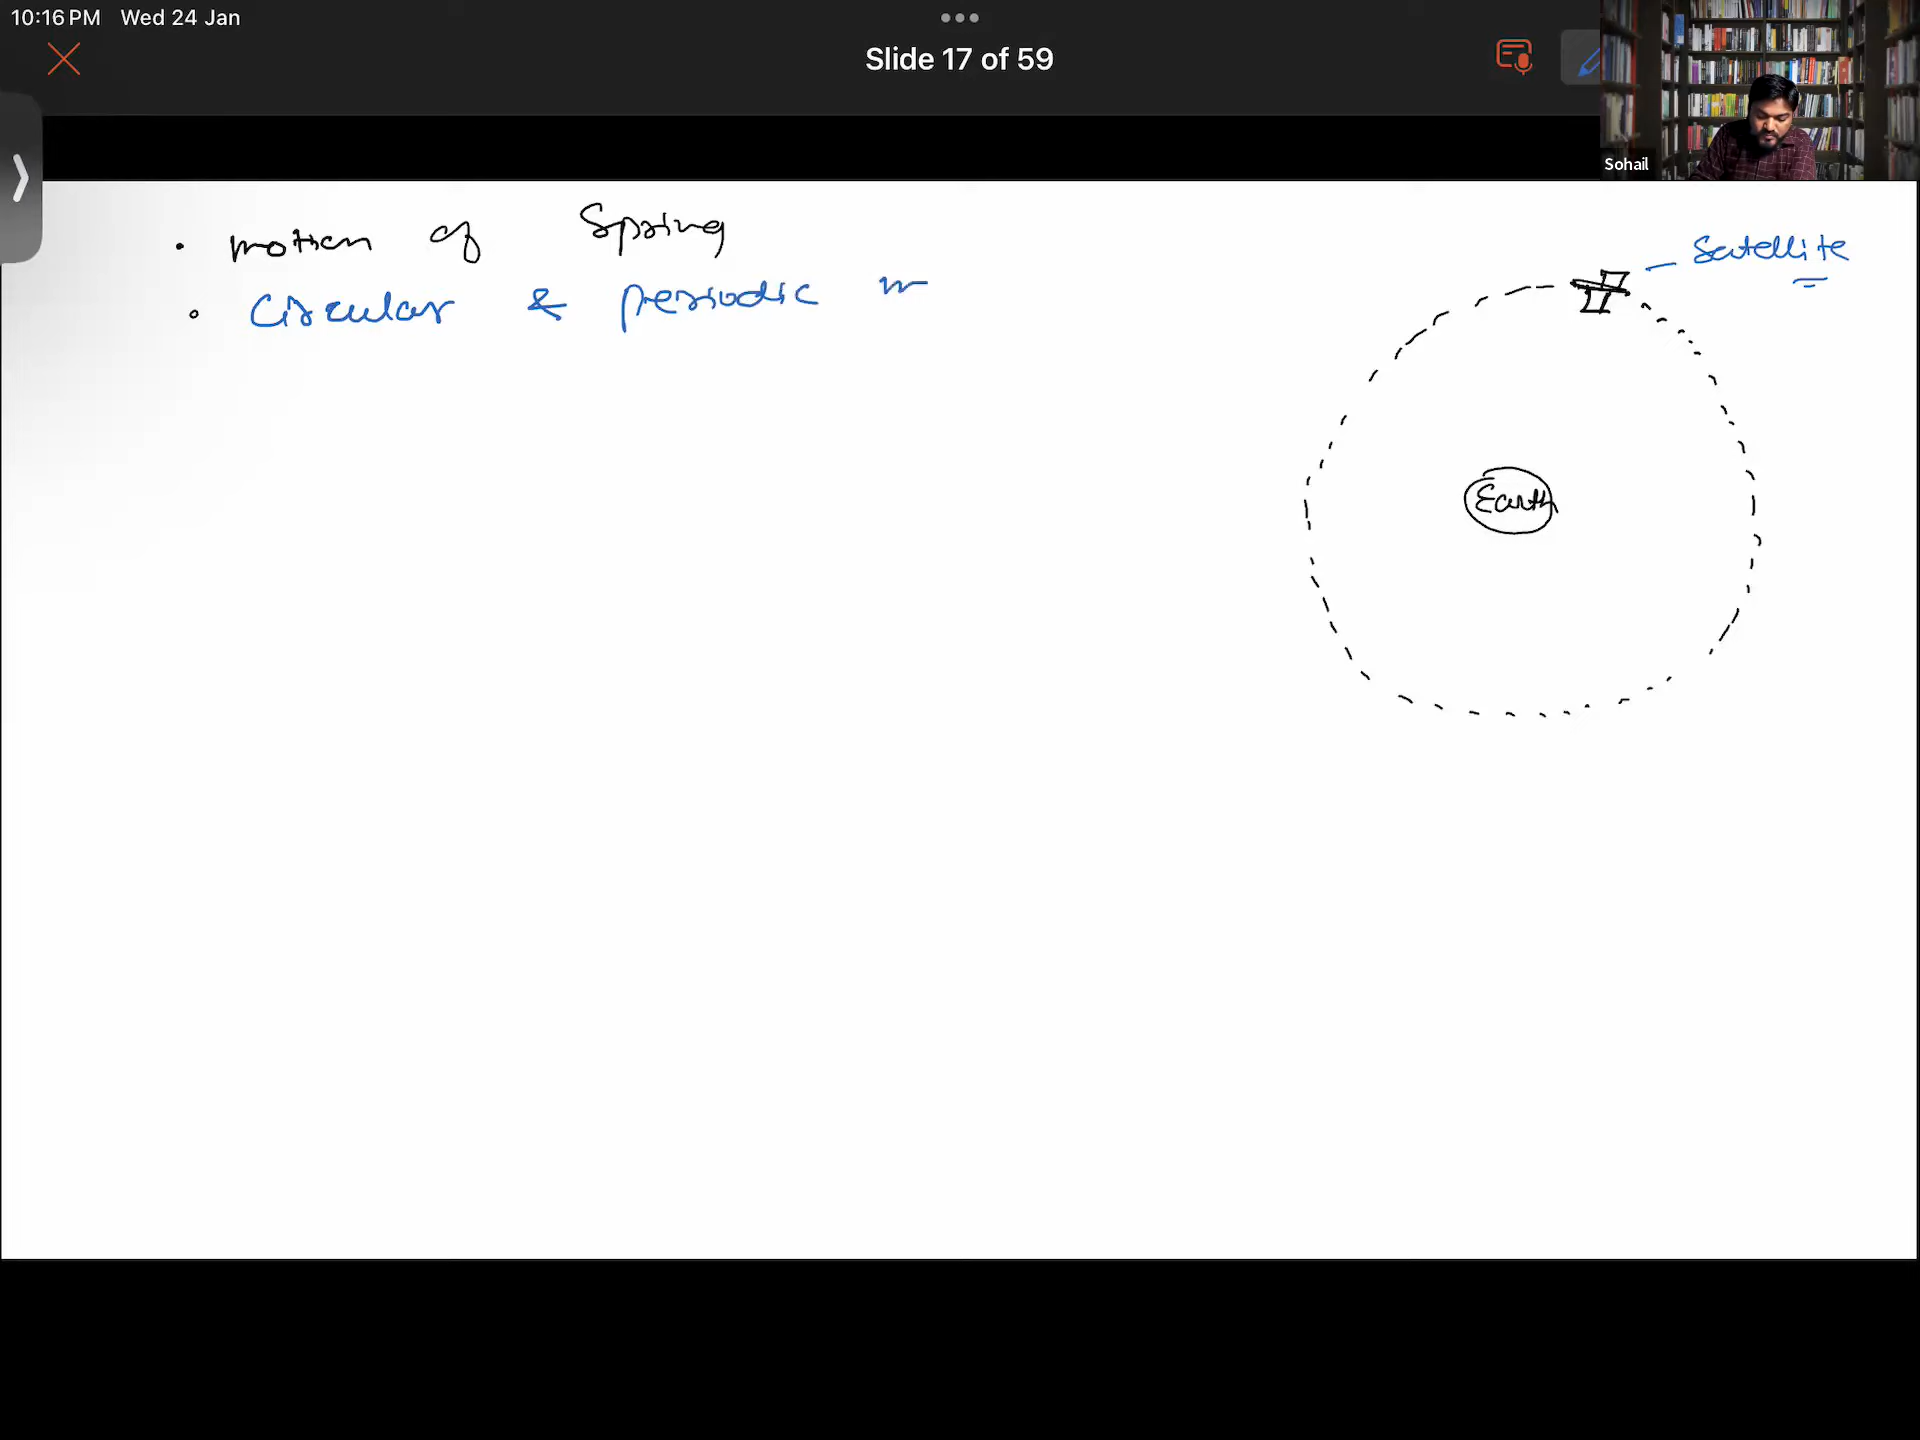 10:16 PM Wed 24 Jan
Slide 17 of 59
Sohail
• motion of Spring
• Circular & periodic m
Satellite
Earth